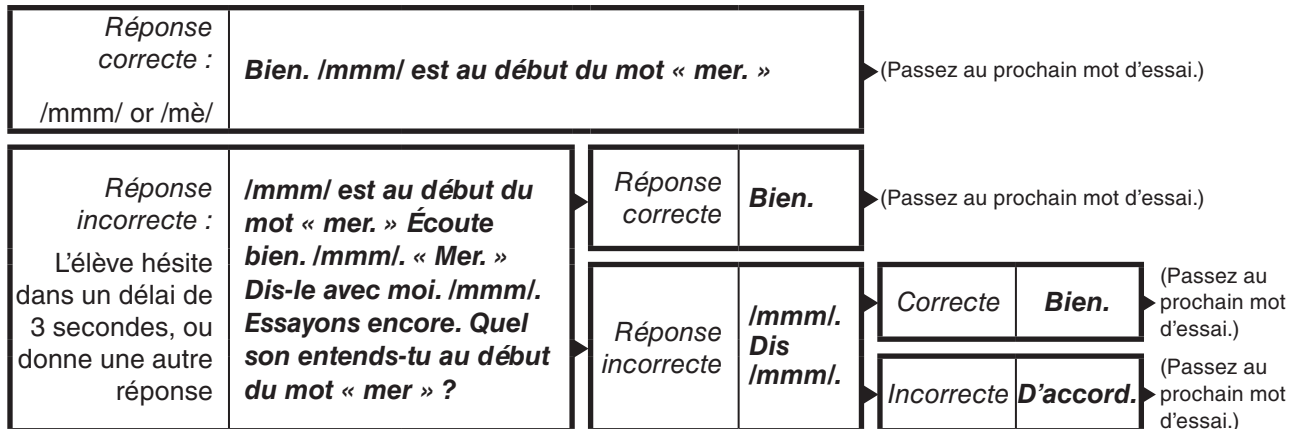 Réponse
correcte :
/mmm/ or /mè/
Bien. /mmm/ est au début du mot « mer. »
(Passez au prochain mot d'essai.)
Réponse
incorrecte :
L'élève hésite
dans un délai de
3 secondes, ou
donne une autre
réponse
/mmm/ est au début du
mot « mer. » Écoute
bien. /mmm/. « Mer. »
Dis-le avec moi. /mmm/.
Essayons encore. Quel
son entends-tu au début
du mot « mer » ?
Réponse
correcte
Bien.
(Passez au prochain mot d'essai.)
Réponse
incorrecte
/mmm/.
Dis
/mmm/.
Correcte
Bien.
(Passez au
prochain mot
d'essai.)
Incorrecte
D'accord.
(Passez au
prochain mot
d'essai.)